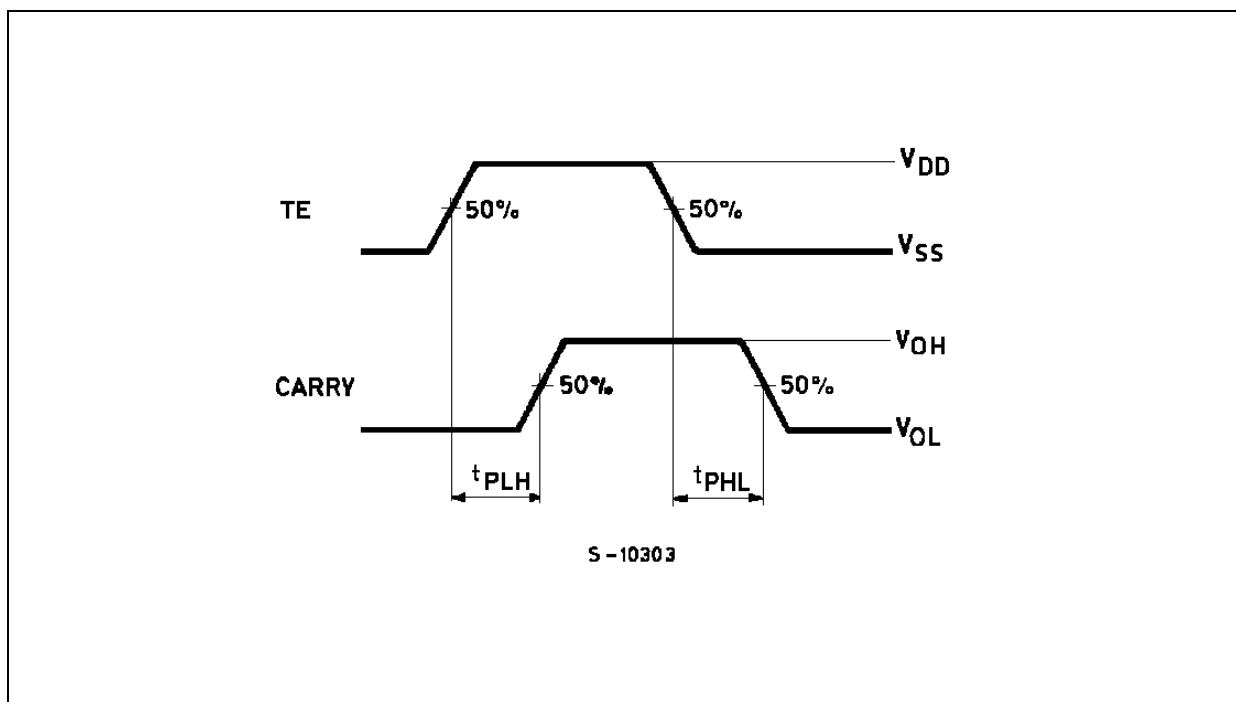 V_DD
TE
50%
50%
V_SS
V_OH
CARRY
50%
50%
V_OL
t_PLH
t_PHL
S-10303